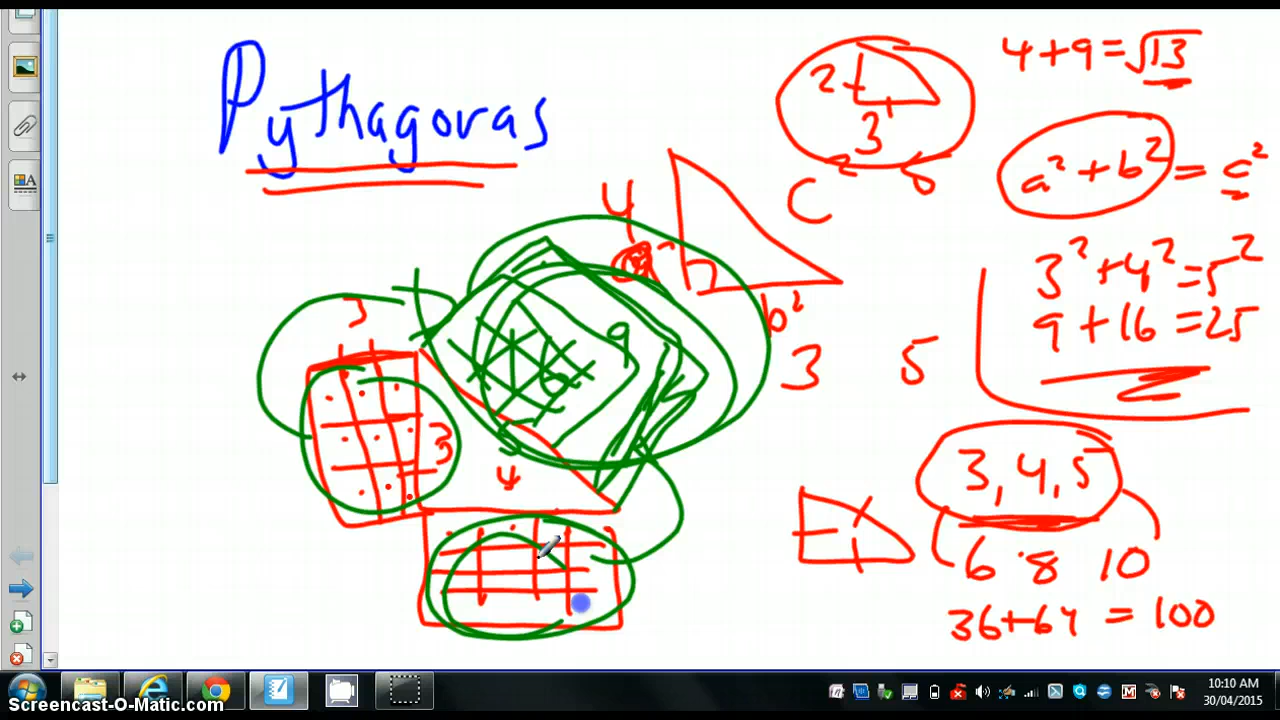 Pythagoras
2
3
4+9=√13
a²+b²=c²
3²+4²=5²
9+16=25
4
c²
b²
3
5
3
9
3
4
3,4,5
6 8 10
36+64=100
10:10 AM
30/04/2015
Screencast-O-Matic.com